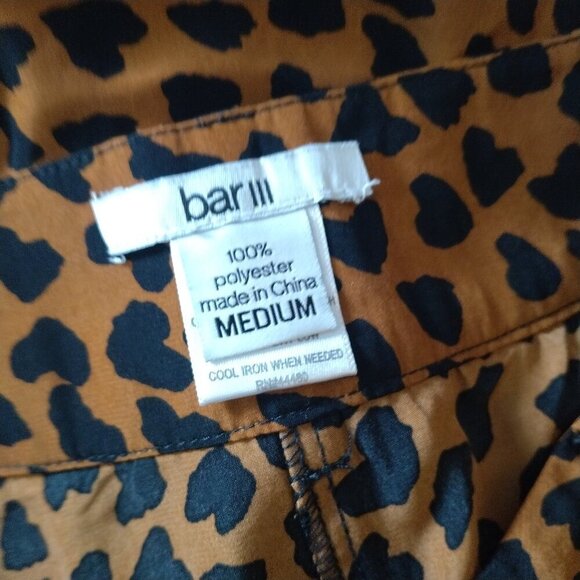 bar III
100%
polyester
made in China
MEDIUM
COOL IRON WHEN NEEDED